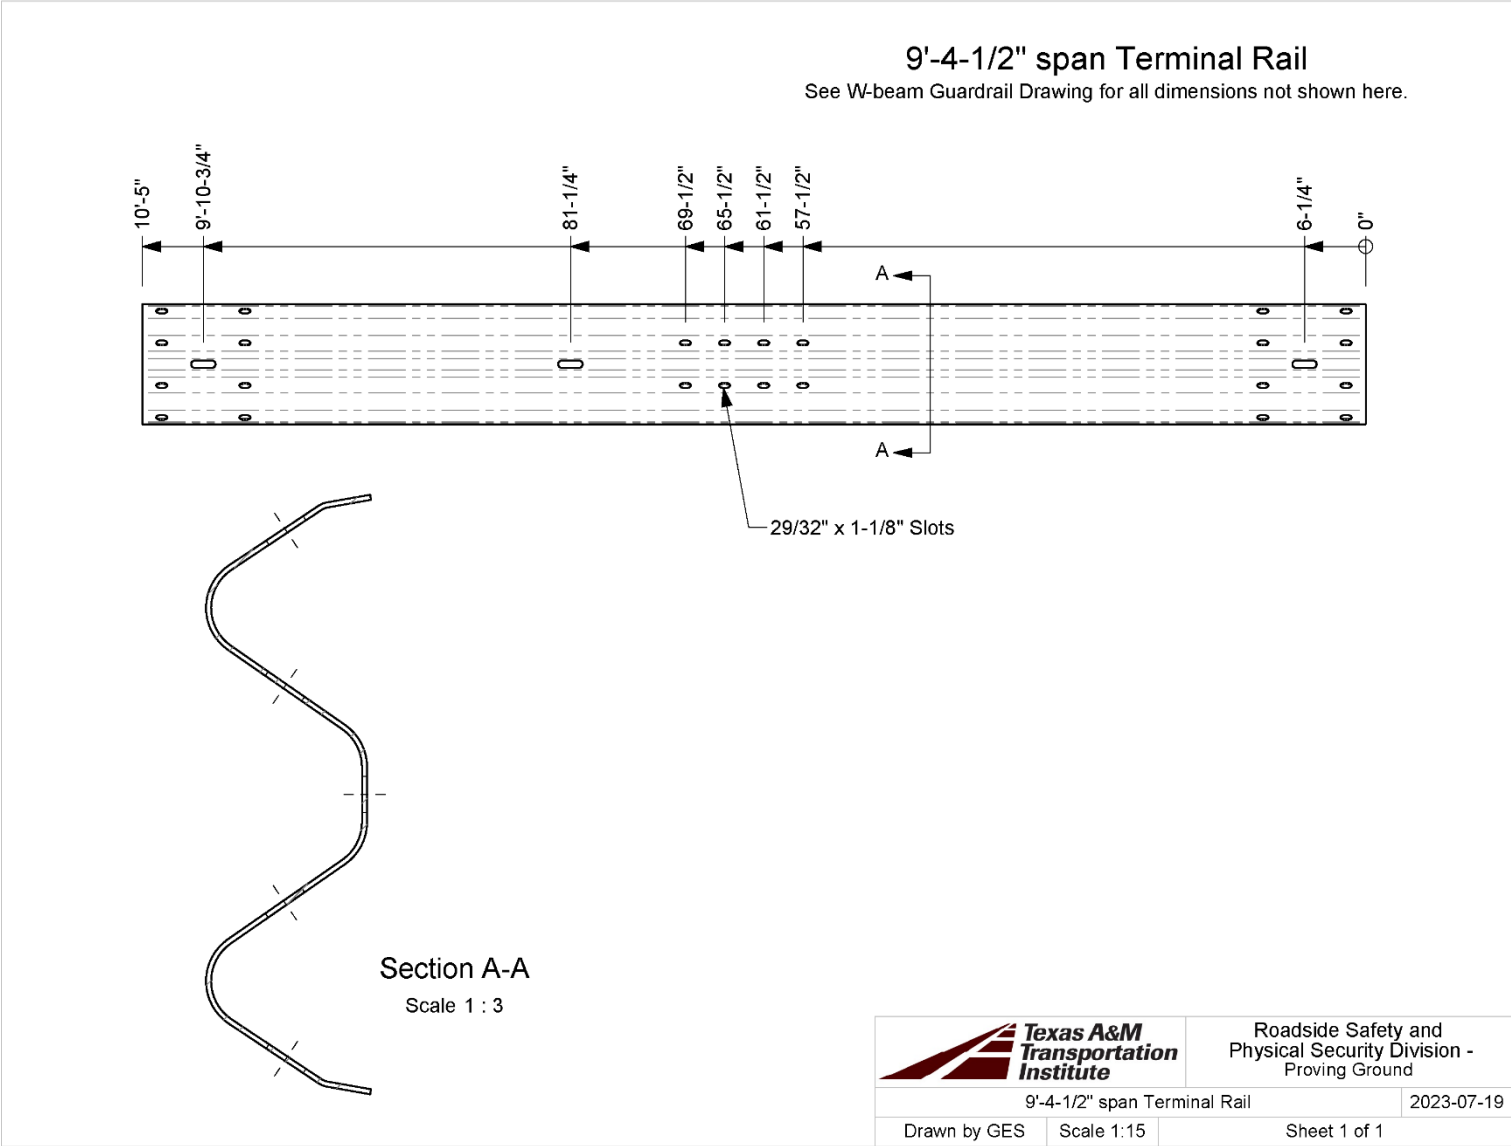 9'-4-1/2" span Terminal Rail
See W-beam Guardrail Drawing for all dimensions not shown here.
10'-5"
9'-10-3/4"
81-1/4"
69-1/2"
65-1/2"
61-1/2"
57-1/2"
6-1/4"
0"
A
A
29/32" x 1-1/8" Slots
Section A-A
Scale 1 : 3
Texas A&M
Transportation
Institute
Roadside Safety and
Physical Security Division -
Proving Ground
9'-4-1/2" span Terminal Rail
2023-07-19
Drawn by GES
Scale 1:15
Sheet 1 of 1